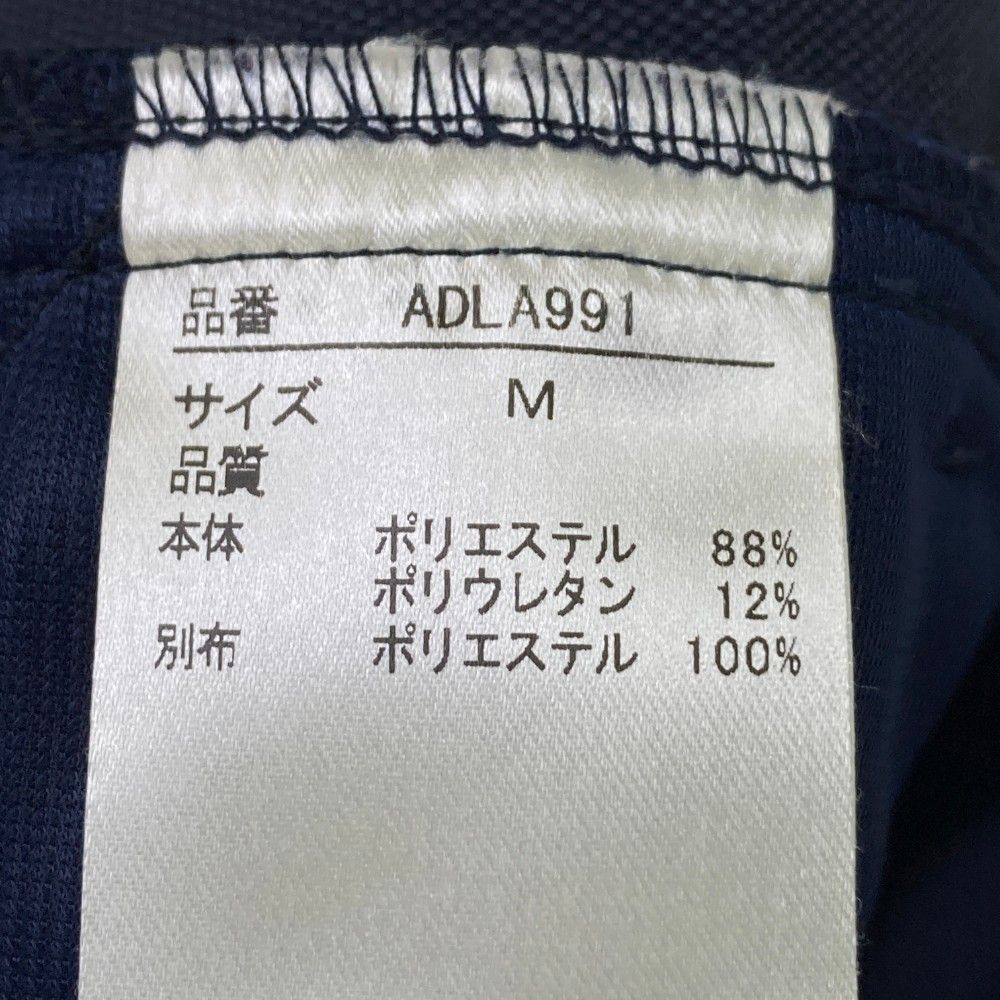 品番 ADLA991
サイズ M
品質
本体 ポリエステル 88%
ポリウレタン 12%
別布 ポリエステル 100%